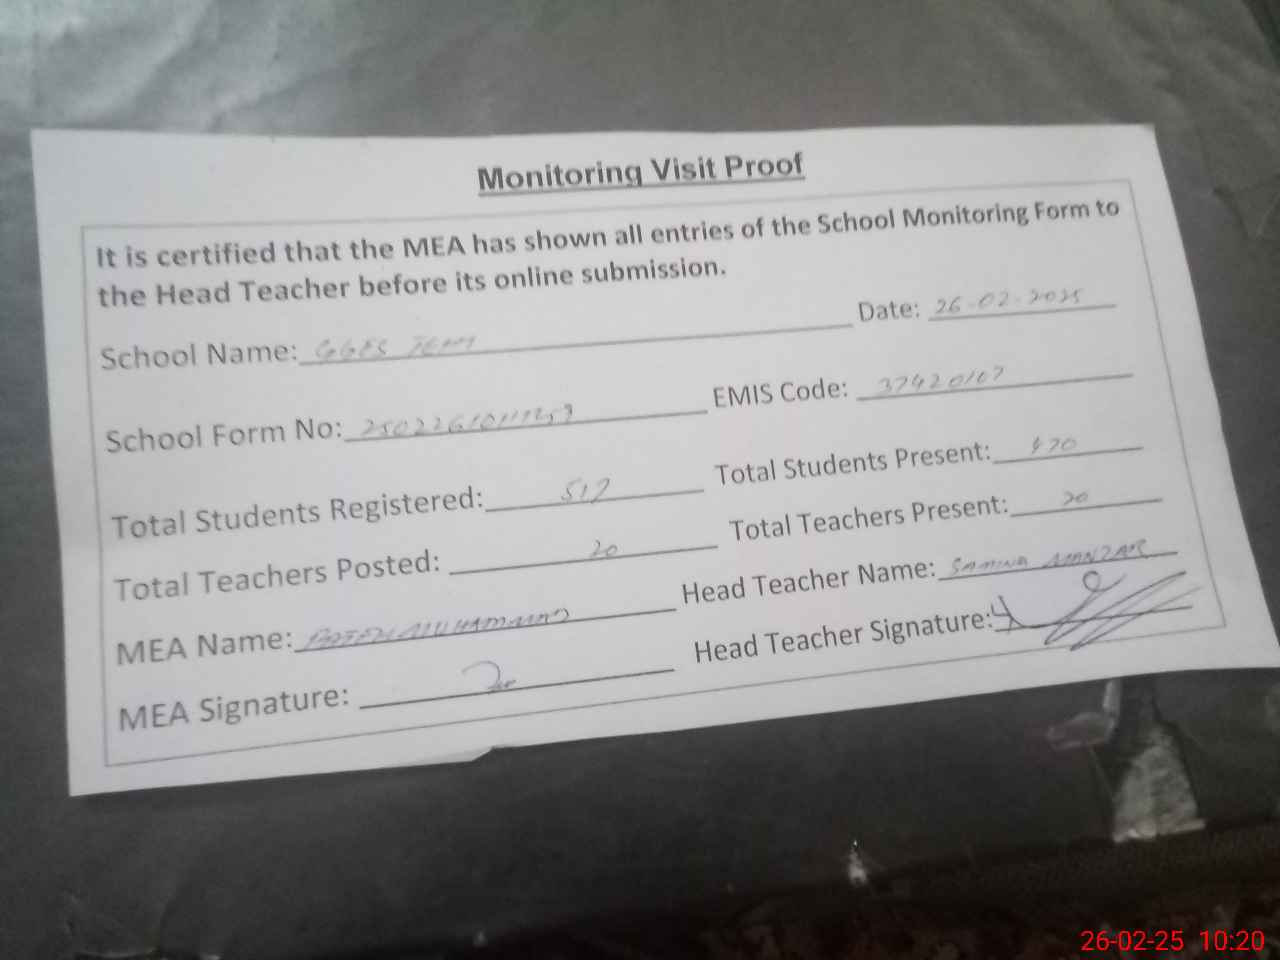 Monitoring Visit Proof
It is certified that the MEA has shown all entries of the School Monitoring Form to
the Head Teacher before its online submission.
School Name: GGES Date: 26-02-2025
School Form No: EMIS Code: 37420107
Total Students Registered: 517 Total Students Present: 470
Total Teachers Posted: 20 Total Teachers Present: 20
MEA Name: Head Teacher Name: SAMINA
MEA Signature: Head Teacher Signature:
26-02-25 10:20